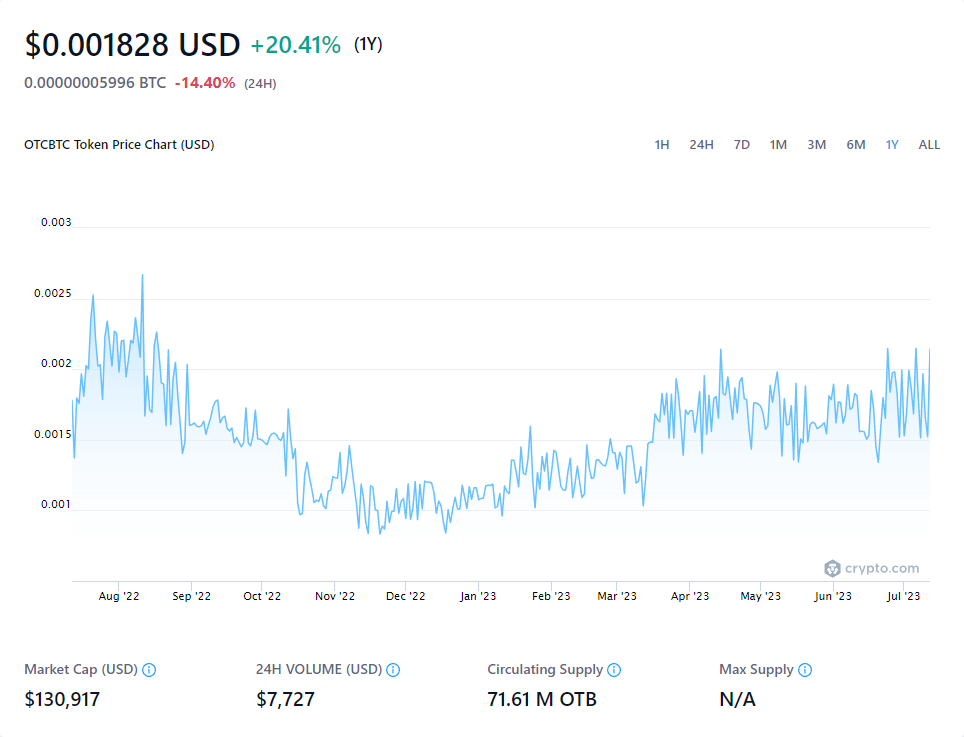 $0.001828 USD +20.41% (1Y)
0.00000005996 BTC -14.40% (24H)
OTCBTC Token Price Chart (USD) 1H 24H 7D 1M 3M 6M 1Y ALL
0.003
0.0025
0.002
0.0015
0.001
crypto.com
Aug '22 Sep '22 Oct '22 Nov '22 Dec '22 Jan '23 Feb '23 Mar '23 Apr '23 May '23 Jun '23 Jul '23
Market Cap (USD) 24H VOLUME (USD) Circulating Supply Max Supply
$130,917 $7,727 71.61 M OTB N/A